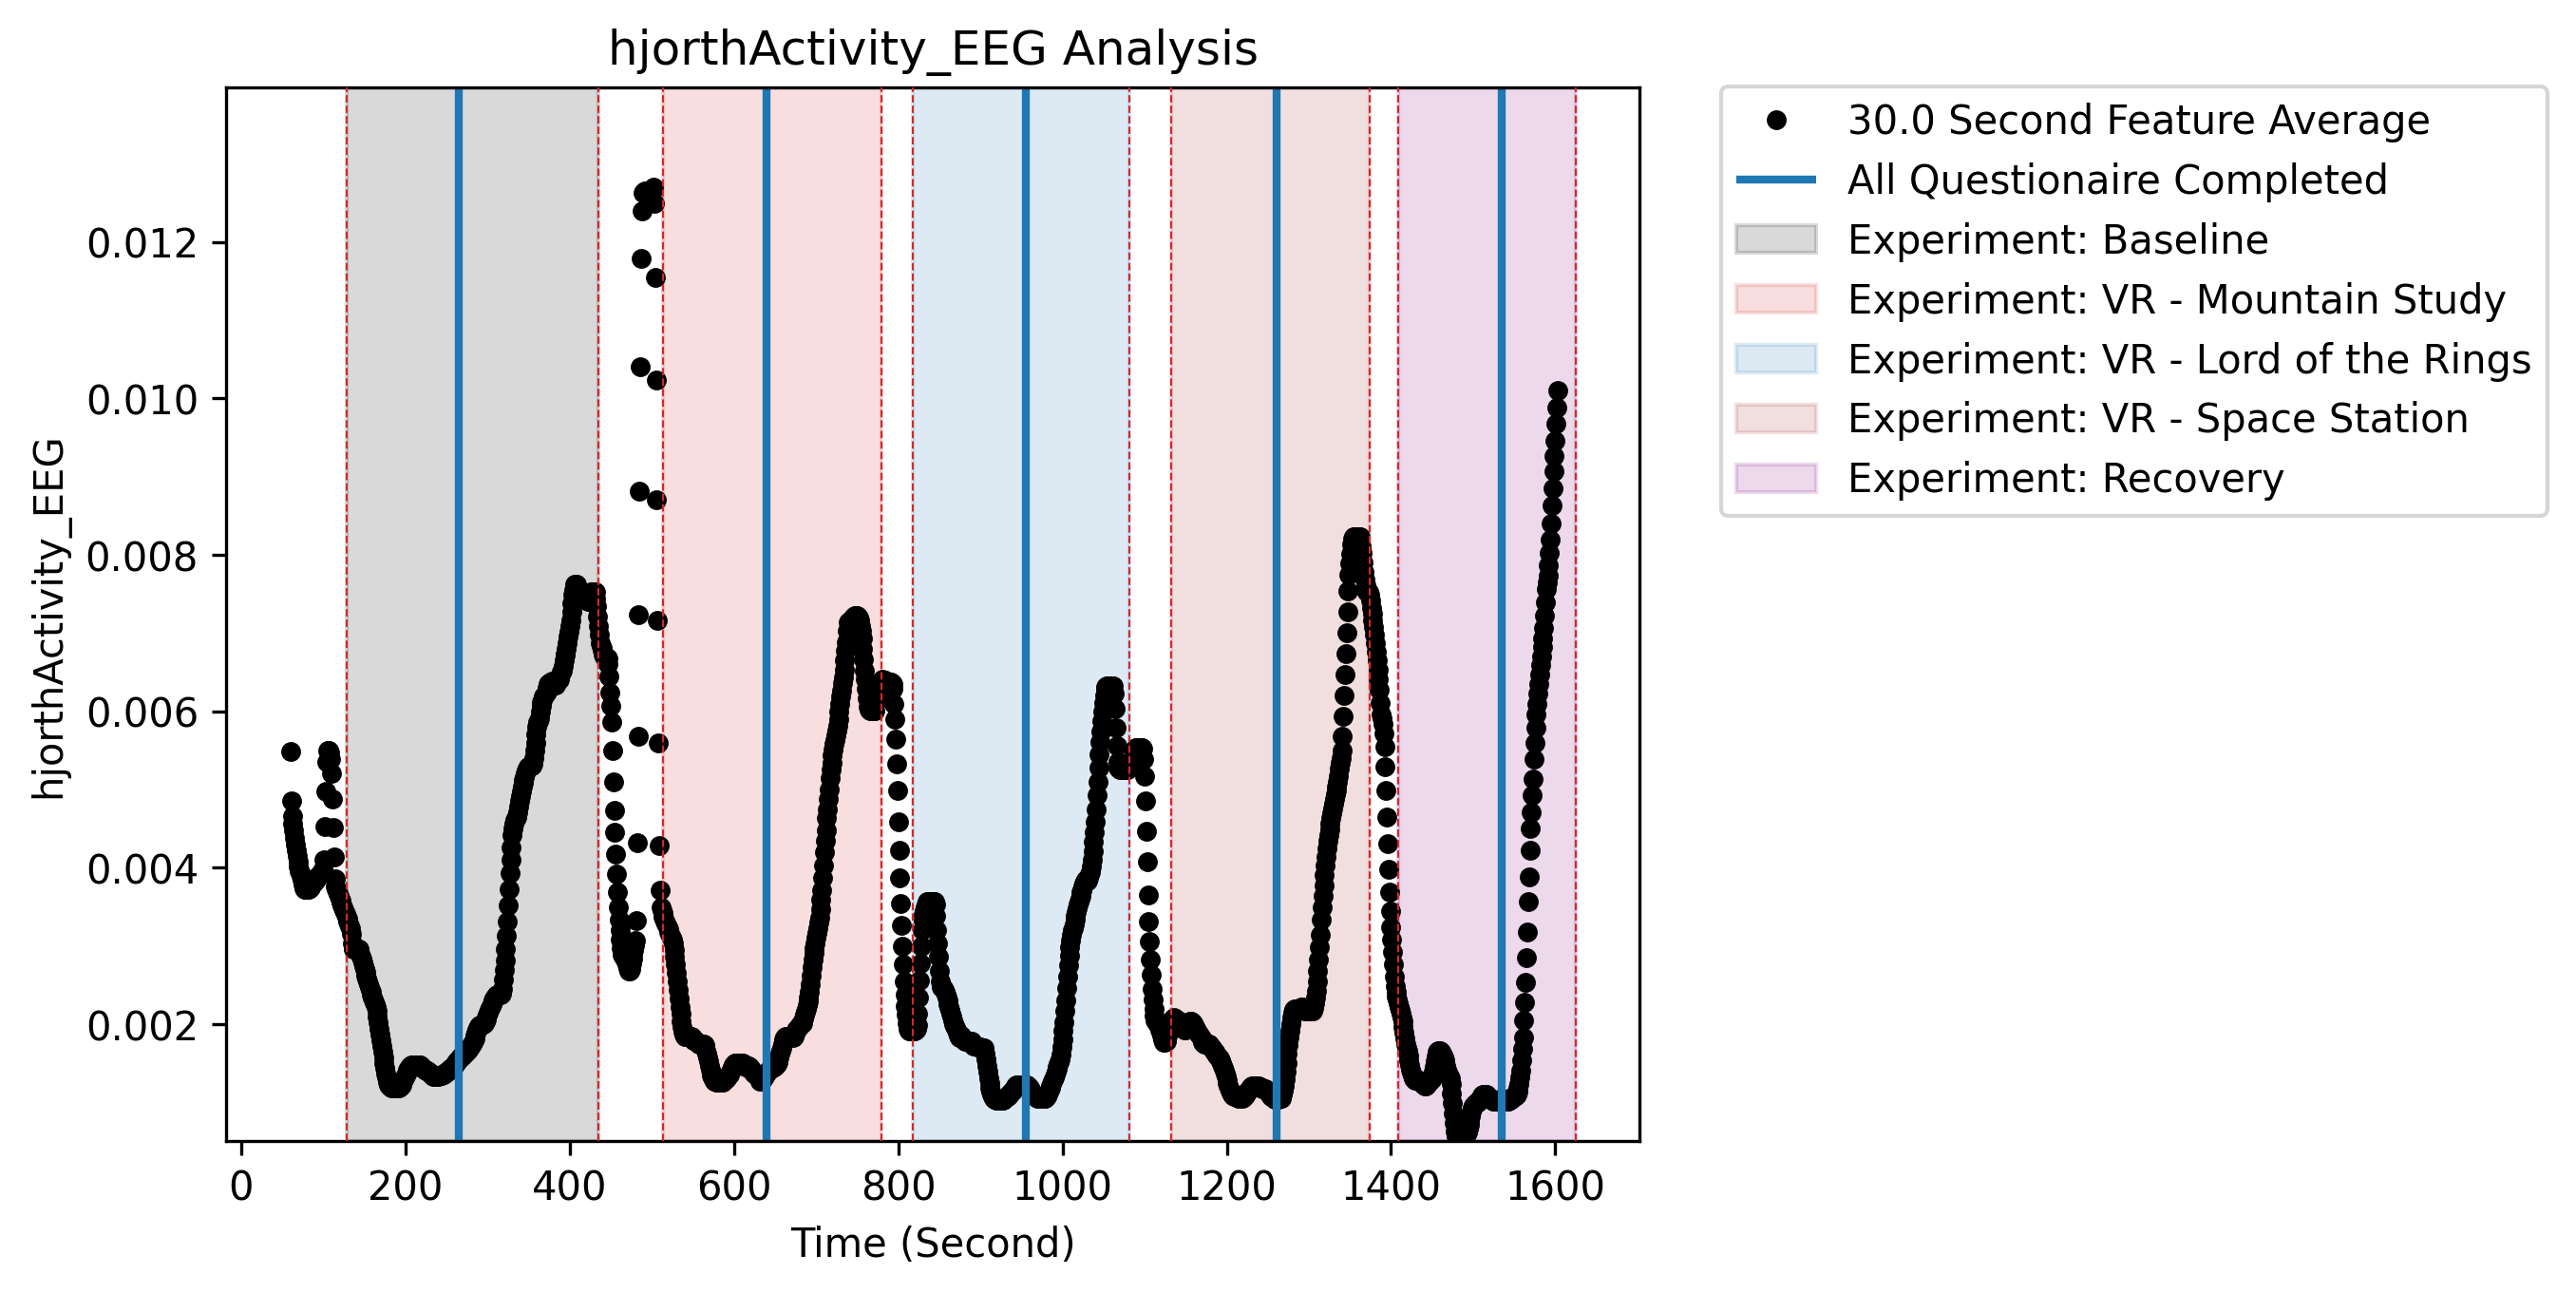 hjorthActivity_EEG Analysis
hjorthActivity_EEG
0.012
0.010
0.008
0.006
0.004
0.002
0 200 400 600 800 1000 1200 1400 1600
Time (Second)
30.0 Second Feature Average
All Questionaire Completed
Experiment: Baseline
Experiment: VR - Mountain Study
Experiment: VR - Lord of the Rings
Experiment: VR - Space Station
Experiment: Recovery